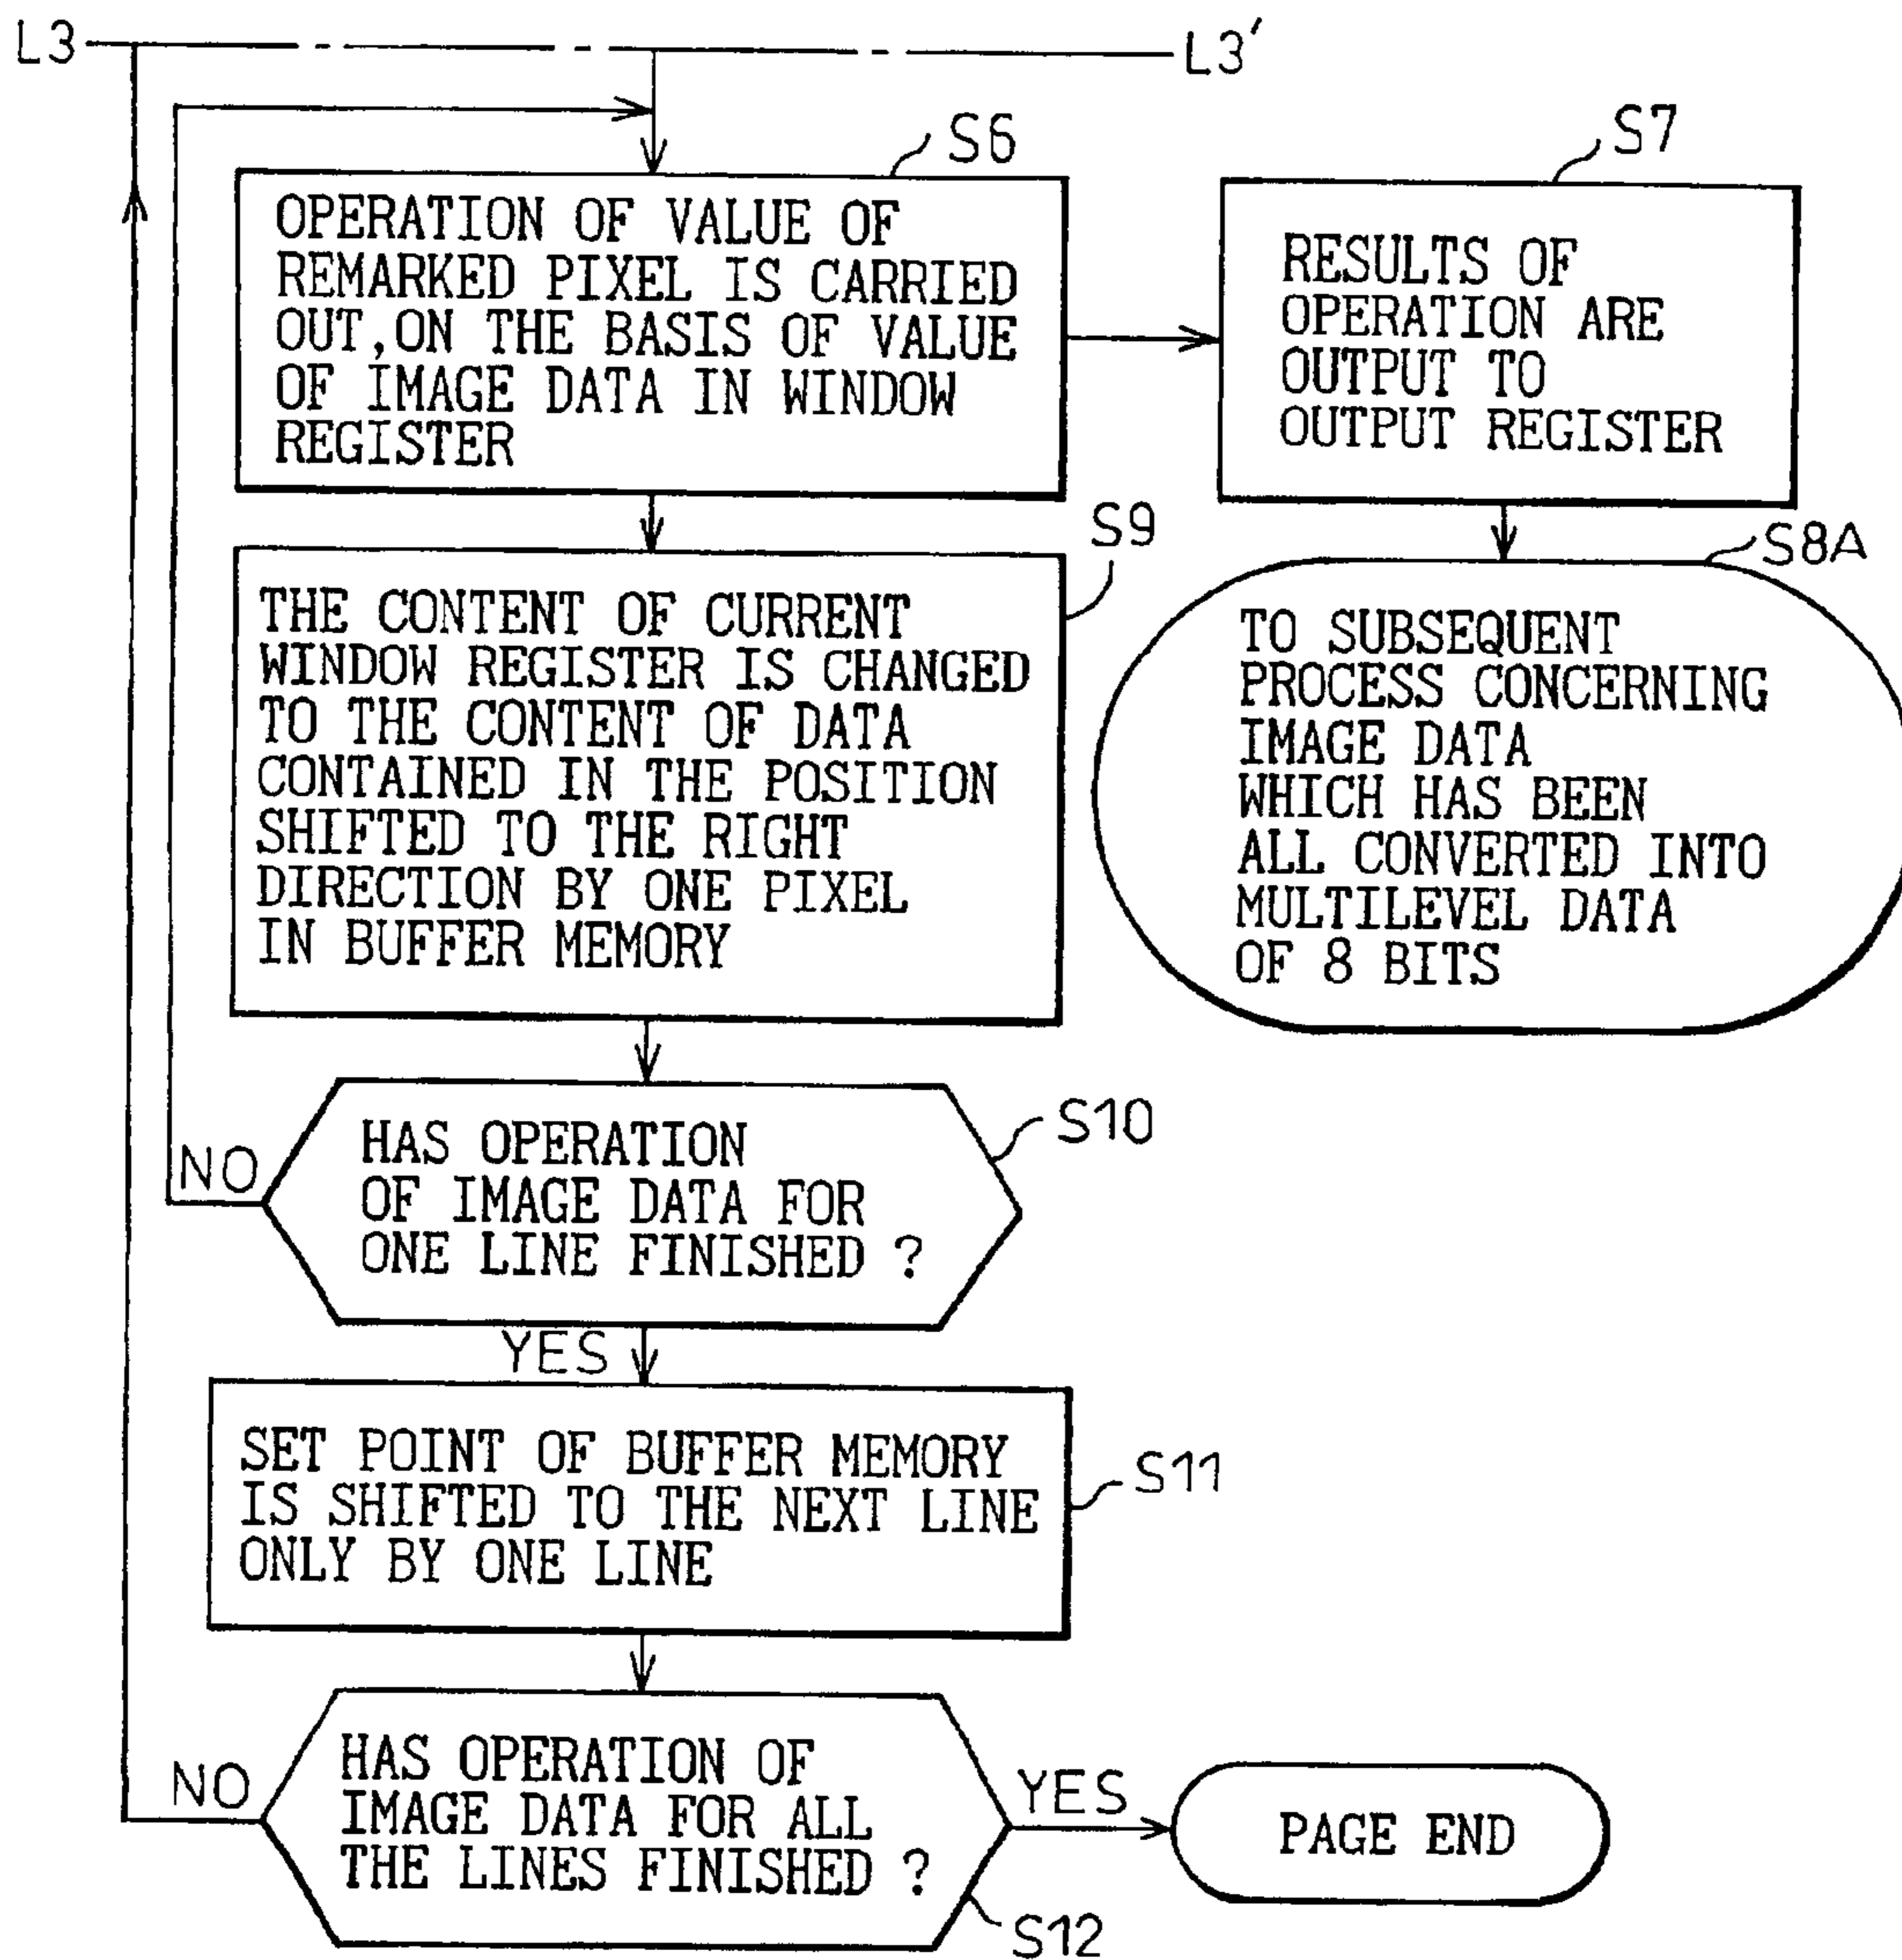 L3
L3′
S6
OPERATION OF VALUE OF
REMARKED PIXEL IS CARRIED
OUT,ON THE BASIS OF VALUE
OF IMAGE DATA IN WINDOW
REGISTER
S7
RESULTS OF
OPERATION ARE
OUTPUT TO
OUTPUT REGISTER
S9
THE CONTENT OF CURRENT
WINDOW REGISTER IS CHANGED
TO THE CONTENT OF DATA
CONTAINED IN THE POSITION
SHIFTED TO THE RIGHT
DIRECTION BY ONE PIXEL
IN BUFFER MEMORY
S8A
TO SUBSEQUENT
PROCESS CONCERNING
IMAGE DATA
WHICH HAS BEEN
ALL CONVERTED INTO
MULTILEVEL DATA
OF 8 BITS
S10
NO
HAS OPERATION
OF IMAGE DATA FOR
ONE LINE FINISHED ?
YES
S11
SET POINT OF BUFFER MEMORY
IS SHIFTED TO THE NEXT LINE
ONLY BY ONE LINE
NO
HAS OPERATION OF
IMAGE DATA FOR ALL
THE LINES FINISHED ?
YES
PAGE END
S12